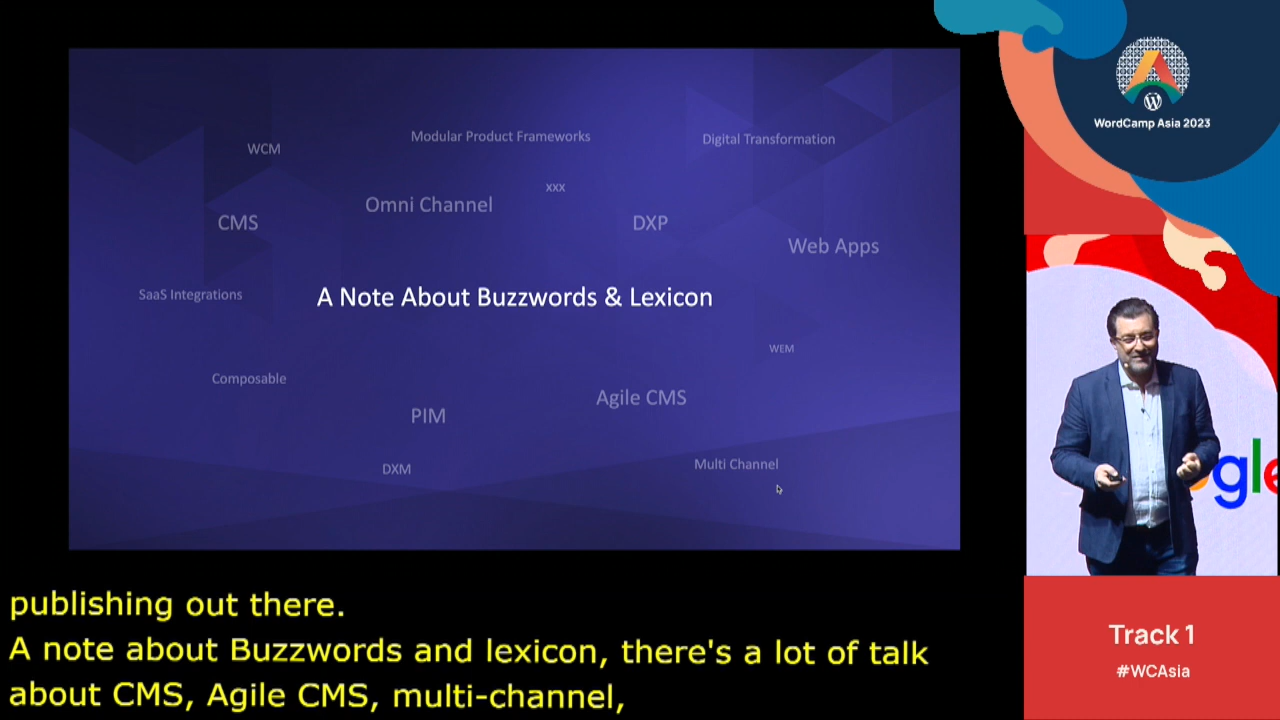 Modular Product Frameworks
Digital Transformation
WCM
xxx
Omni Channel
CMS
DXP
Web Apps
SaaS Integrations
A Note About Buzzwords & Lexicon
WEM
Composable
Agile CMS
PIM
Multi Channel
DXM
publishing out there.
A note about Buzzwords and lexicon, there's a lot of talk
about CMS, Agile CMS, multi-channel,
WordCamp Asia 2023
gle
Track 1
#WCAsia